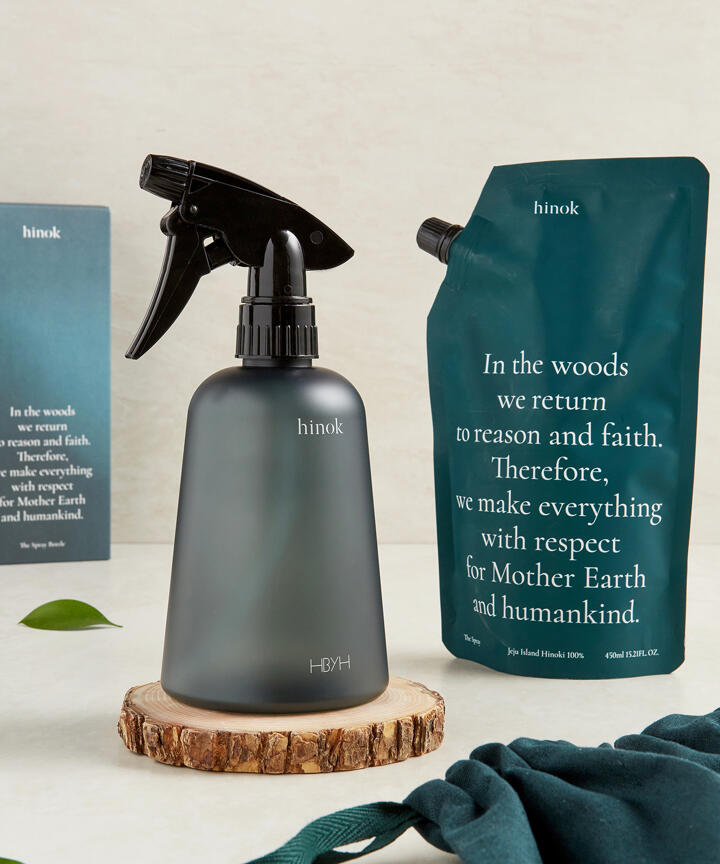 hinok
In the woods
we return
to reason and faith.
Therefore,
we make everything
with respect
for Mother Earth
and humankind.
The Spray Bottle
hinok
HBYH
hinok
In the woods
we return
to reason and faith.
Therefore,
we make everything
with respect
for Mother Earth
and humankind.
The Spray
Jeju Island Hinoki 100%
450ml 15.21FL. OZ.